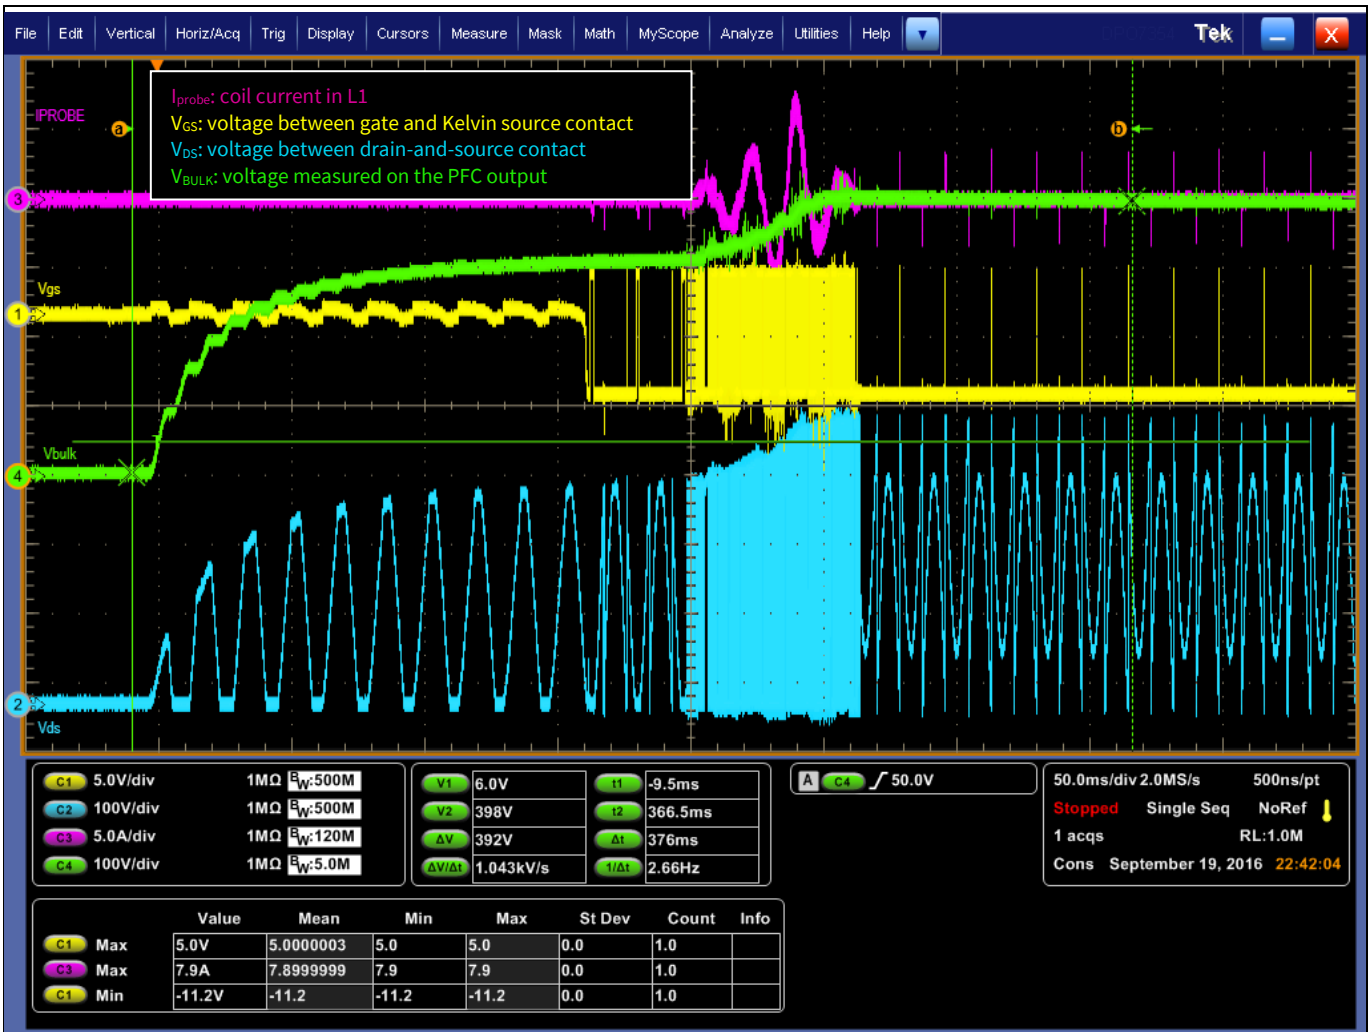 File Edit Vertical Horiz/Acq Trig Display Cursors Measure Mask Math MyScope Analyze Utilities Help Tek X
Iprobe: coil current in L1
VGS: voltage between gate and Kelvin source contact
VDS: voltage between drain-and-source contact
VBULK: voltage measured on the PFC output
IPROBE
a
b
3
Vgs
1
Vbulk
4
2
Vds
C1 5.0V/div 1MΩ BW:500M
C2 100V/div 1MΩ BW:500M
C3 5.0A/div 1MΩ BW:120M
C4 100V/div 1MΩ BW:5.0M
V1 6.0V t1 -9.5ms
V2 398V t2 366.5ms
ΔV 392V Δt 376ms
ΔV/Δt 1.043kV/s 1/Δt 2.66Hz
A C4 50.0V
50.0ms/div 2.0MS/s 500ns/pt
Stopped Single Seq NoRef
1 acqs RL:1.0M
Cons September 19, 2016 22:42:04
Value Mean Min Max St Dev Count Info
C1 Max 5.0V 5.0000003 5.0 5.0 0.0 1.0
C3 Max 7.9A 7.8999999 7.9 7.9 0.0 1.0
C1 Min -11.2V -11.2 -11.2 -11.2 0.0 1.0